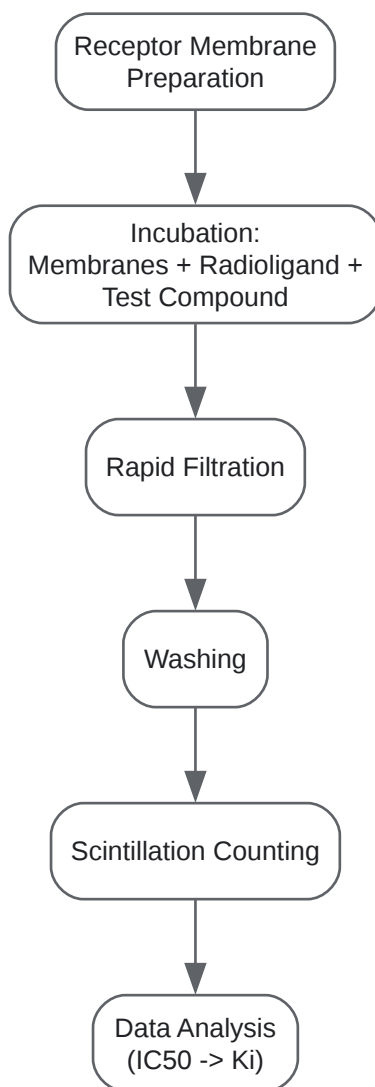 Receptor Membrane
Preparation
Incubation:
Membranes + Radioligand +
Test Compound
Rapid Filtration
Washing
Scintillation Counting
Data Analysis
(IC50 -> Ki)